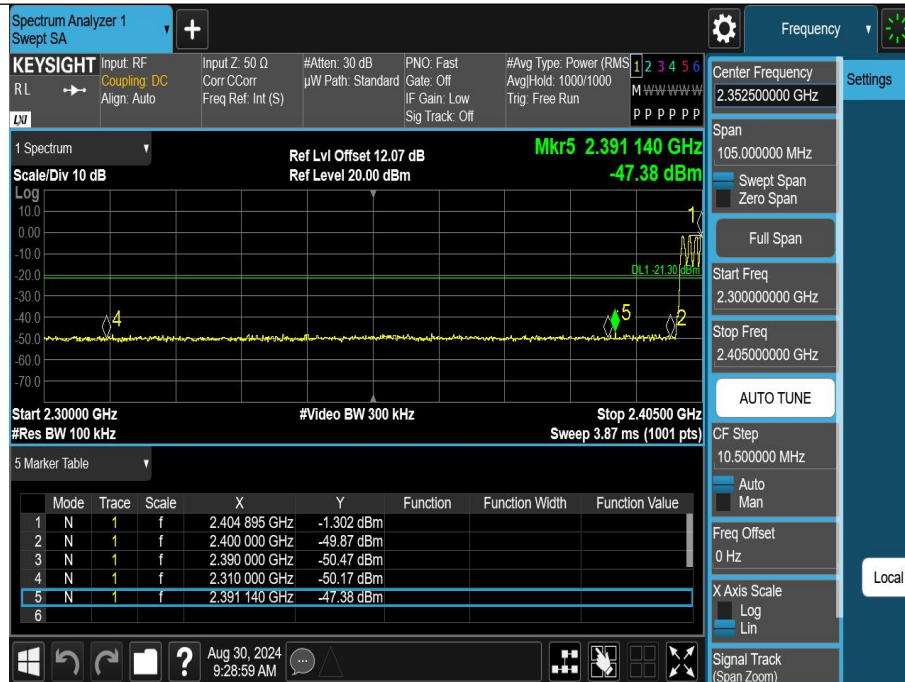 Spectrum Analyzer 1
Swept SA
+
Frequency
KEYSIGHT
RL
LXI
Input: RF
Coupling: DC
Align: Auto
Input Z: 50 Ω
Corr CCorr
Freq Ref: Int (S)
#Atten: 30 dB
µW Path: Standard
PNO: Fast
Gate: Off
IF Gain: Low
Sig Track: Off
#Avg Type: Power (RMS
Avg|Hold: 1000/1000
Trig: Free Run
1 2 3 4 5 6
M W W W W W
P P P P P P
1 Spectrum
Scale/Div 10 dB
Ref Lvl Offset 12.07 dB
Ref Level 20.00 dBm
Mkr5 2.391 140 GHz
-47.38 dBm
Log
10.0
0.00
-10.0
-20.0
-30.0
-40.0
-50.0
-60.0
-70.0
1
DL1 -21.30 dBm
4
5
2
Start 2.30000 GHz
#Res BW 100 kHz
#Video BW 300 kHz
Stop 2.40500 GHz
Sweep 3.87 ms (1001 pts)
5 Marker Table
Mode Trace Scale X Y Function Function Width Function Value
1 N 1 f 2.404 895 GHz -1.302 dBm
2 N 1 f 2.400 000 GHz -49.87 dBm
3 N 1 f 2.390 000 GHz -50.47 dBm
4 N 1 f 2.310 000 GHz -50.17 dBm
5 N 1 f 2.391 140 GHz -47.38 dBm
6
?
Aug 30, 2024
9:28:59 AM
Center Frequency
2.352500000 GHz
Span
105.000000 MHz
Swept Span
Zero Span
Full Span
Start Freq
2.300000000 GHz
Stop Freq
2.405000000 GHz
AUTO TUNE
CF Step
10.500000 MHz
Auto
Man
Freq Offset
0 Hz
X Axis Scale
Log
Lin
Signal Track
(Span Zoom)
Settings
Local